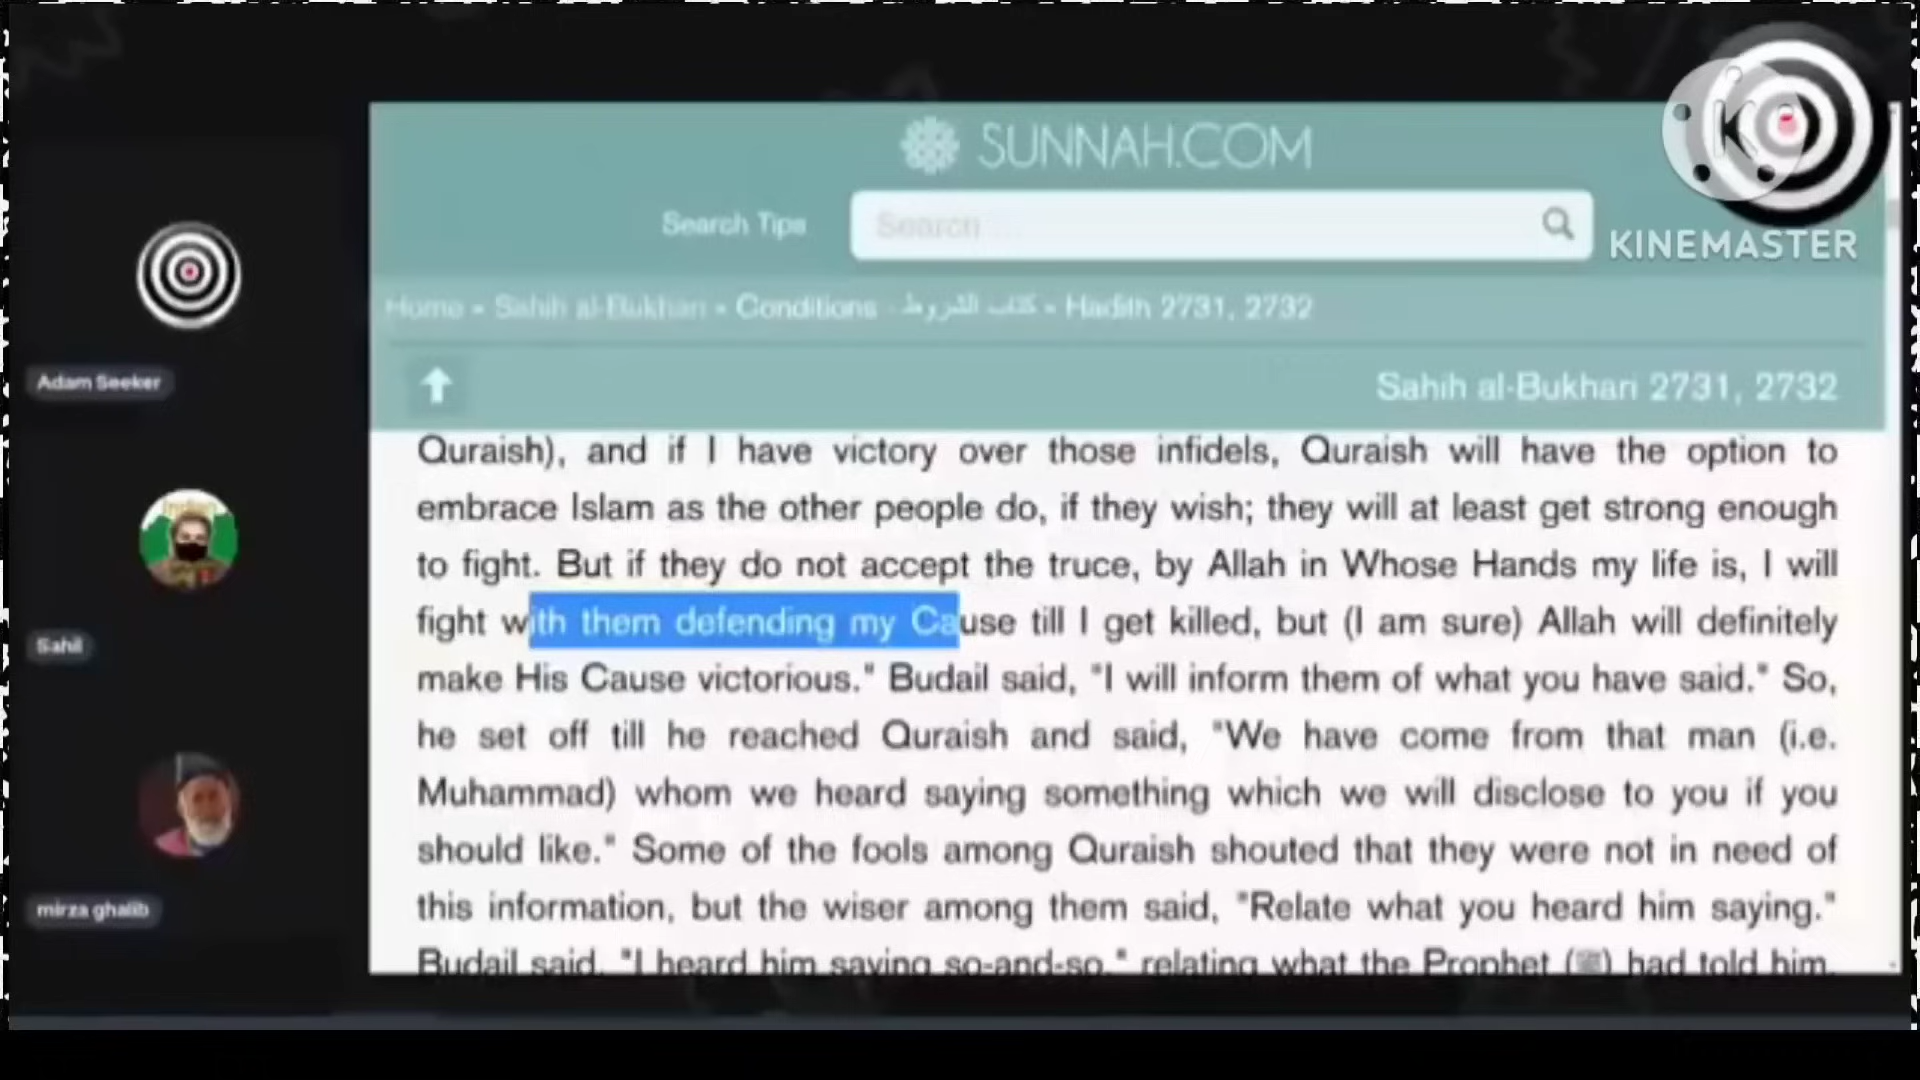 SUNNAH.COM
Search Tips
Search ...
KINEMASTER
Home » Sahih al-Bukhari » Conditions - كتاب الشروط » Hadith 2731, 2732
Sahih al-Bukhari 2731, 2732
Adam Seeker
Sahil
mirza ghalib
Quraish), and if I have victory over those infidels, Quraish will have the option to
embrace Islam as the other people do, if they wish; they will at least get strong enough
to fight. But if they do not accept the truce, by Allah in Whose Hands my life is, I will
fight with them defending my Cause till I get killed, but (I am sure) Allah will definitely
make His Cause victorious." Budail said, "I will inform them of what you have said." So,
he set off till he reached Quraish and said, "We have come from that man (i.e.
Muhammad) whom we heard saying something which we will disclose to you if you
should like." Some of the fools among Quraish shouted that they were not in need of
this information, but the wiser among them said, "Relate what you heard him saying."
Budail said, "I heard him saying so-and-so," relating what the Prophet (ﷺ) had told him.